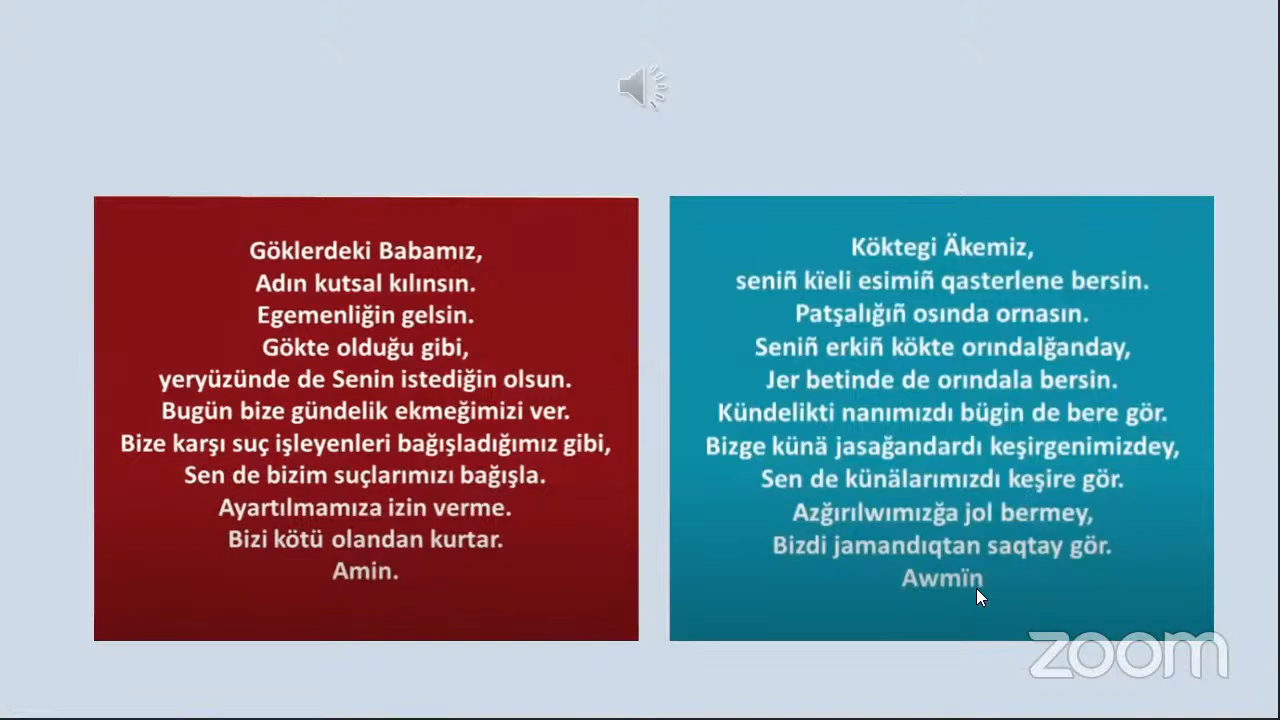 Göklerdeki Babamız,
Adın kutsal kılınsın.
Egemenliğin gelsin.
Gökte olduğu gibi,
yeryüzünde de Senin istediğin olsun.
Bugün bize gündelik ekmeğimizi ver.
Bize karşı suç işleyenleri bağışladığımız gibi,
Sen de bizim suçlarımızı bağışla.
Ayartılmamıza izin verme.
Bizi kötü olandan kurtar.
Amin.
Köktegi Äkemiz,
seniñ kïeli esimiñ qasterlene bersin.
Patşalığıñ osında ornasın.
Seniñ erkiñ kökte orındalğanday,
Jer betinde de orındala bersin.
Kündelikti nanımızdı bügin de bere gör.
Bizge künä jasağandardı keşirgenimizdey,
Sen de künälarımızdı keşire gör.
Azğırılwımızğa jol bermey,
Bizdi jamandıqtan saqtay gör.
Awmïn
zoom